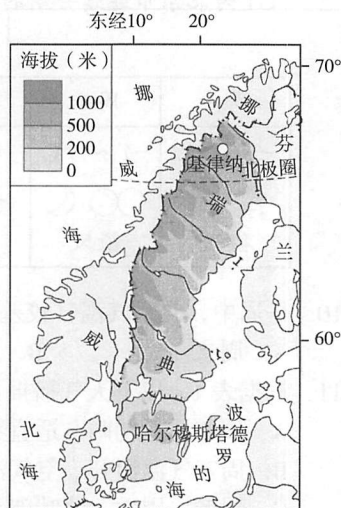 东经10° 20°
海拔（米）
1000
500
200
0
70°
挪
威
海
挪
威
基律纳
北极圈
芬
兰
瑞
典
60°
哈尔穆斯塔德
北
海
波
罗
的
海